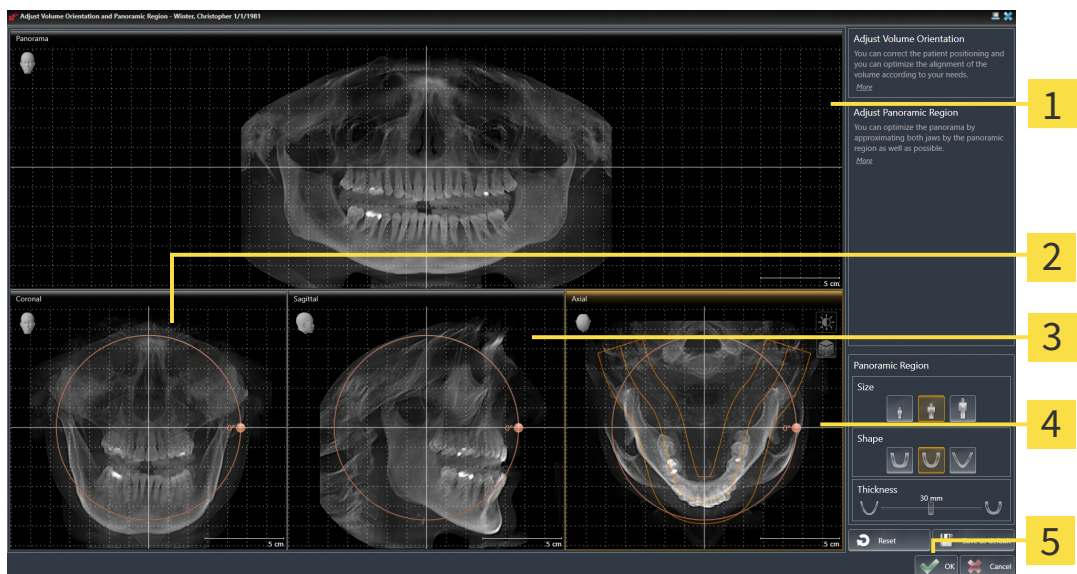 Adjust Volume Orientation and Panoramic Region - Winter, Christopher 1/1/1981
Panorama
5 cm
Coronal
0°
5 cm
Sagittal
5 cm
Axial
0°
5 cm
Adjust Volume Orientation
You can correct the patient positioning and
you can optimize the alignment of the
volume according to your needs.
More
Adjust Panoramic Region
You can optimize the panorama by
approximating both jaws by the panoramic
region as well as possible.
More
Panoramic Region
Size
Shape
Thickness
30 mm
Reset
Save as default
OK
Cancel
1
2
3
4
5